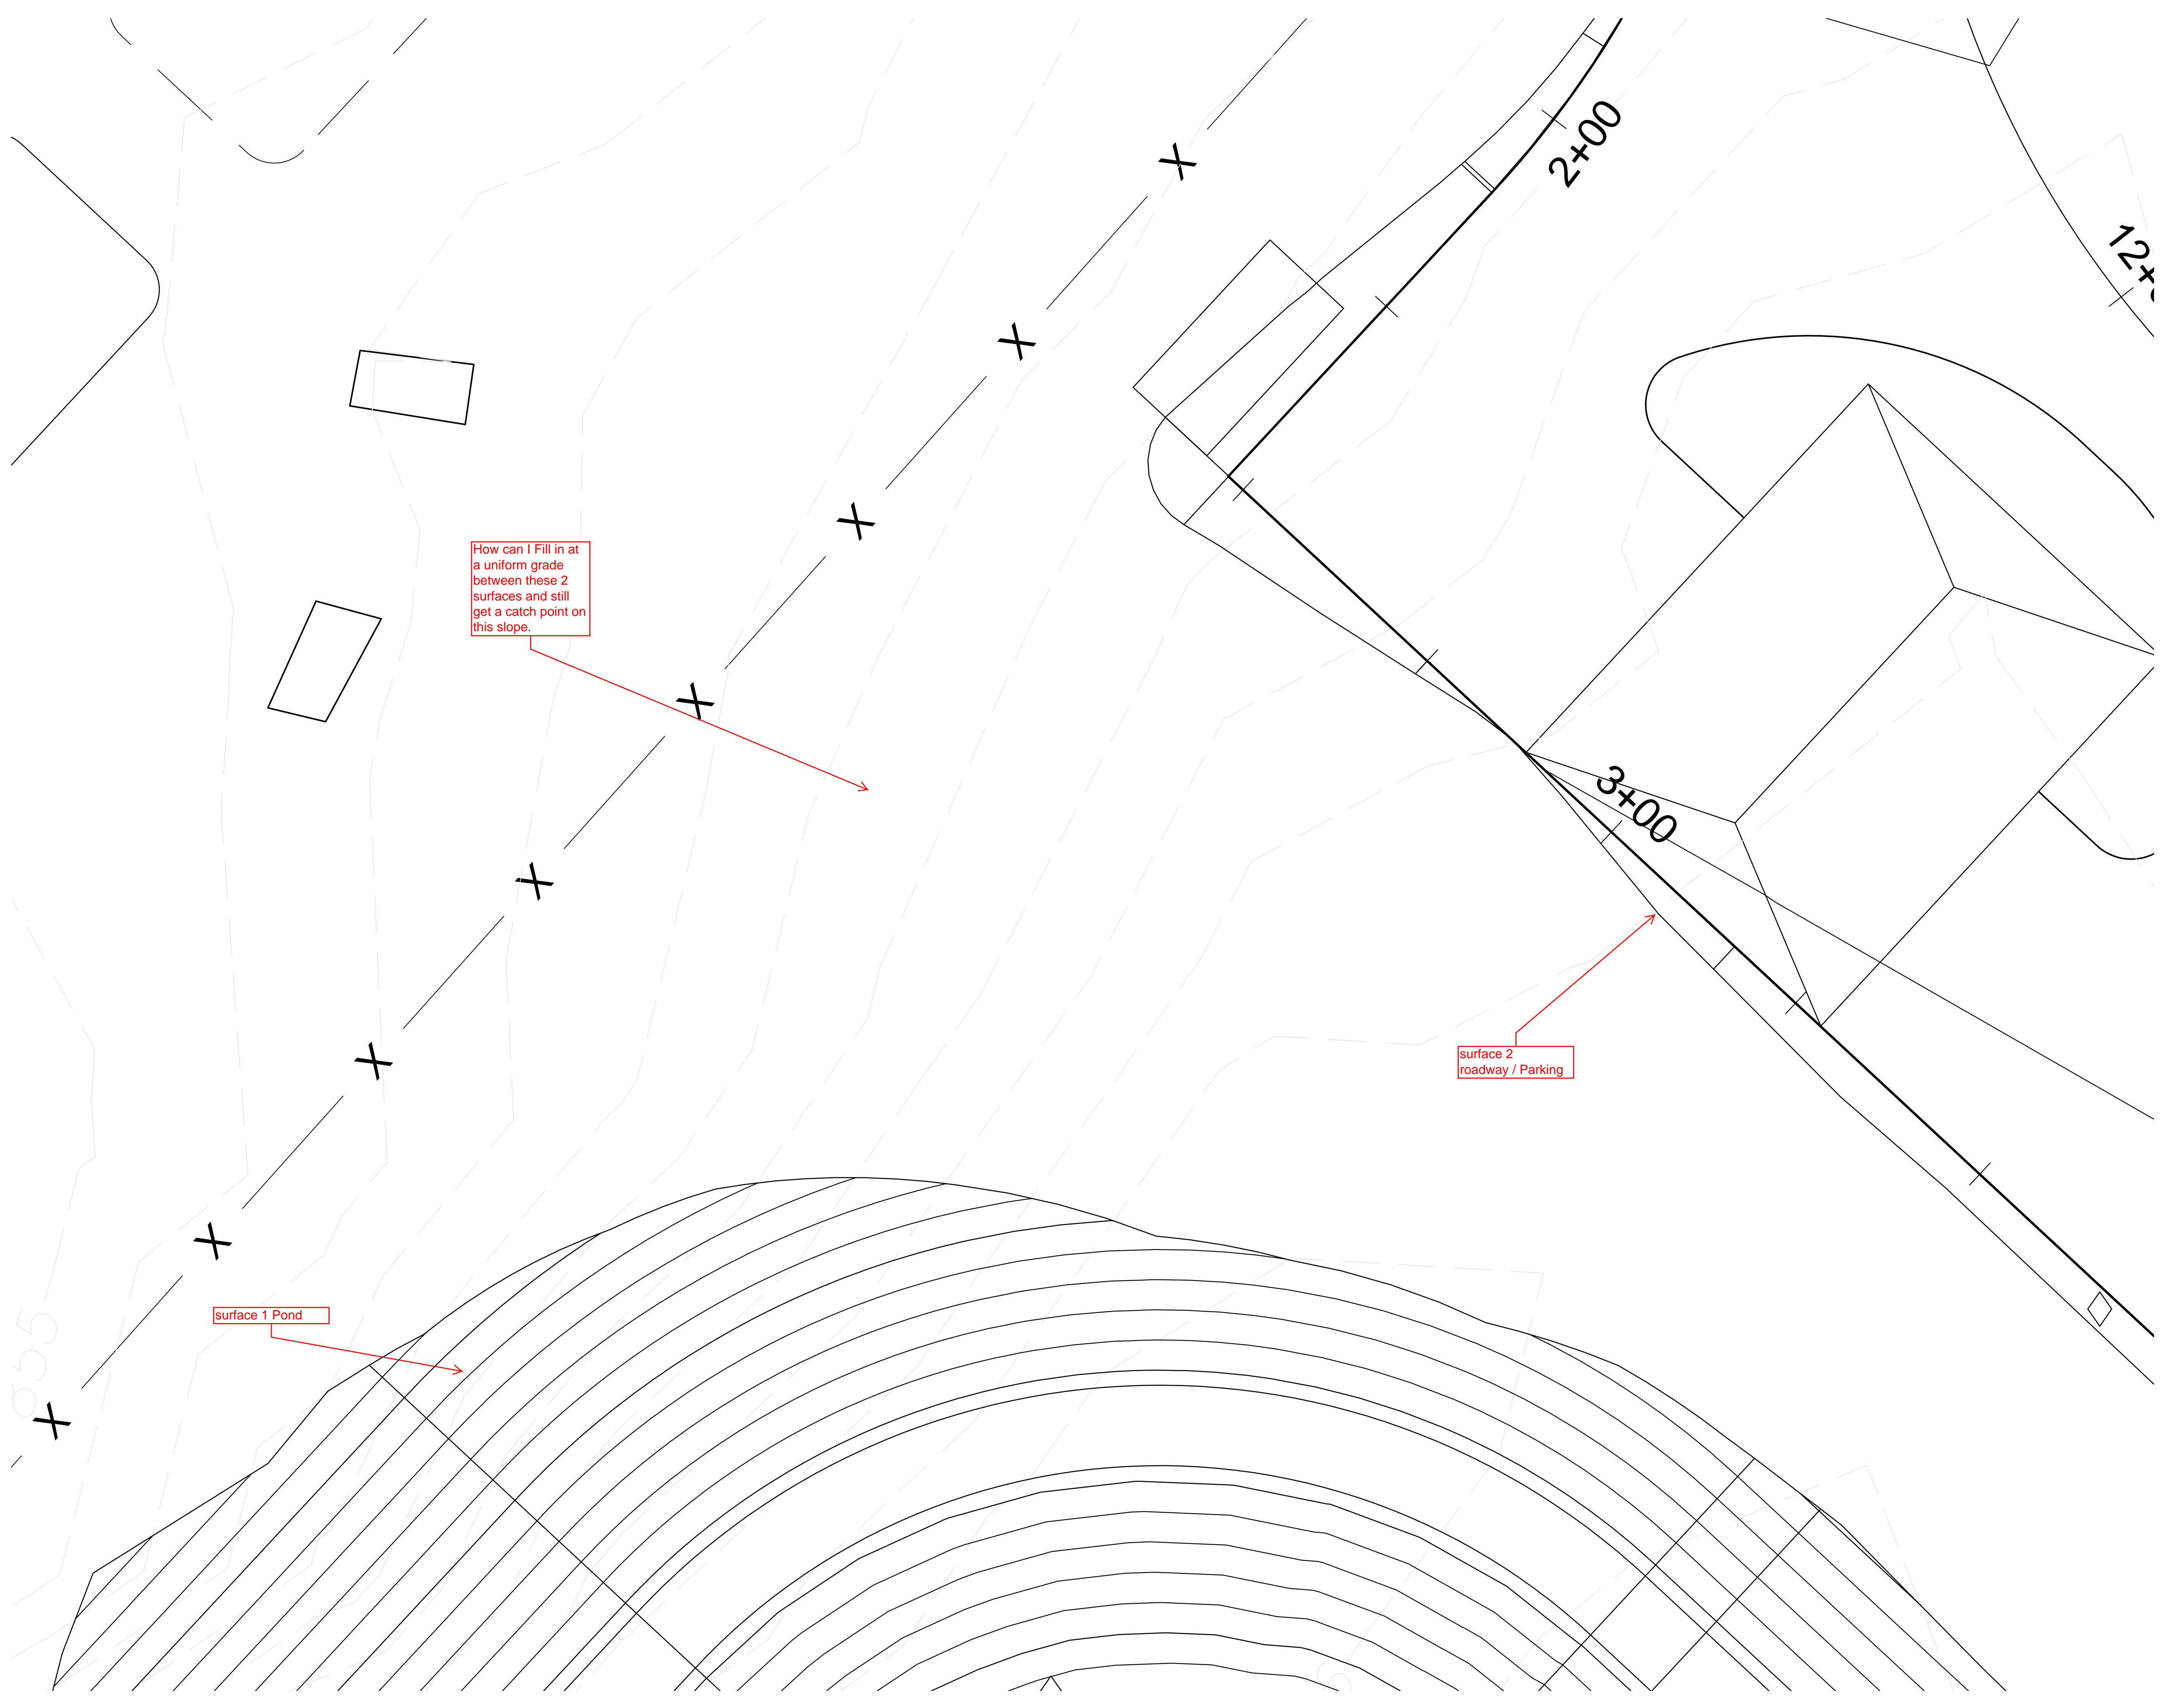 2+00
12+
X
X
X
How can I Fill in at
a uniform grade
between these 2
surfaces and still
get a catch point on
this slope.
X
3+00
X
X
surface 2
roadway / Parking
X
surface 1 Pond
X